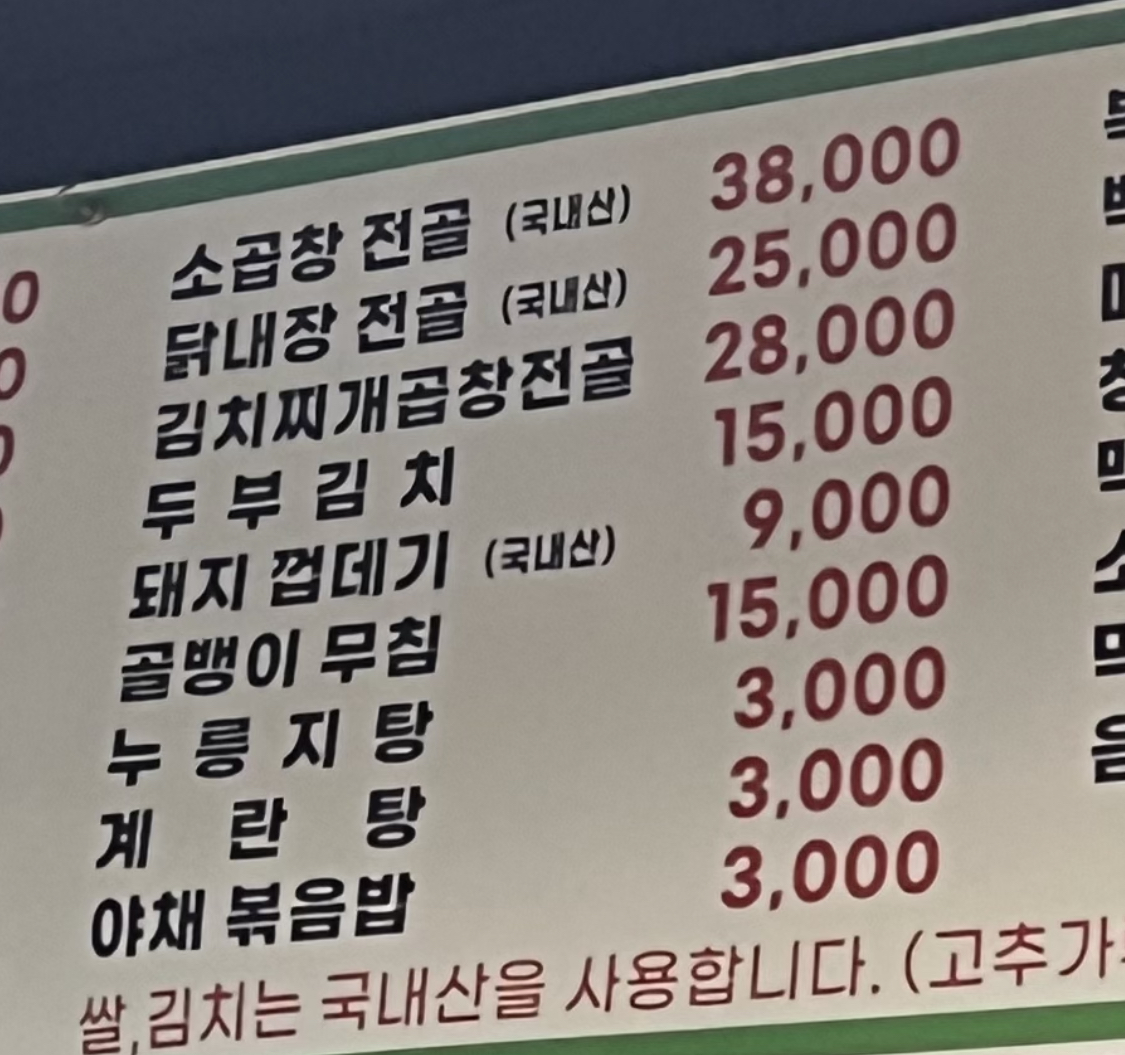 소곱창 전골 (국내산) 38,000
닭내장 전골 (국내산) 25,000
김치찌개곱창전골 28,000
두 부 김 치 15,000
돼지 껍데기 (국내산) 9,000
골뱅이 무침 15,000
누 룽 지 탕 3,000
계 란 탕 3,000
야채 볶음밥 3,000
쌀,김치는 국내산을 사용합니다. (고추가